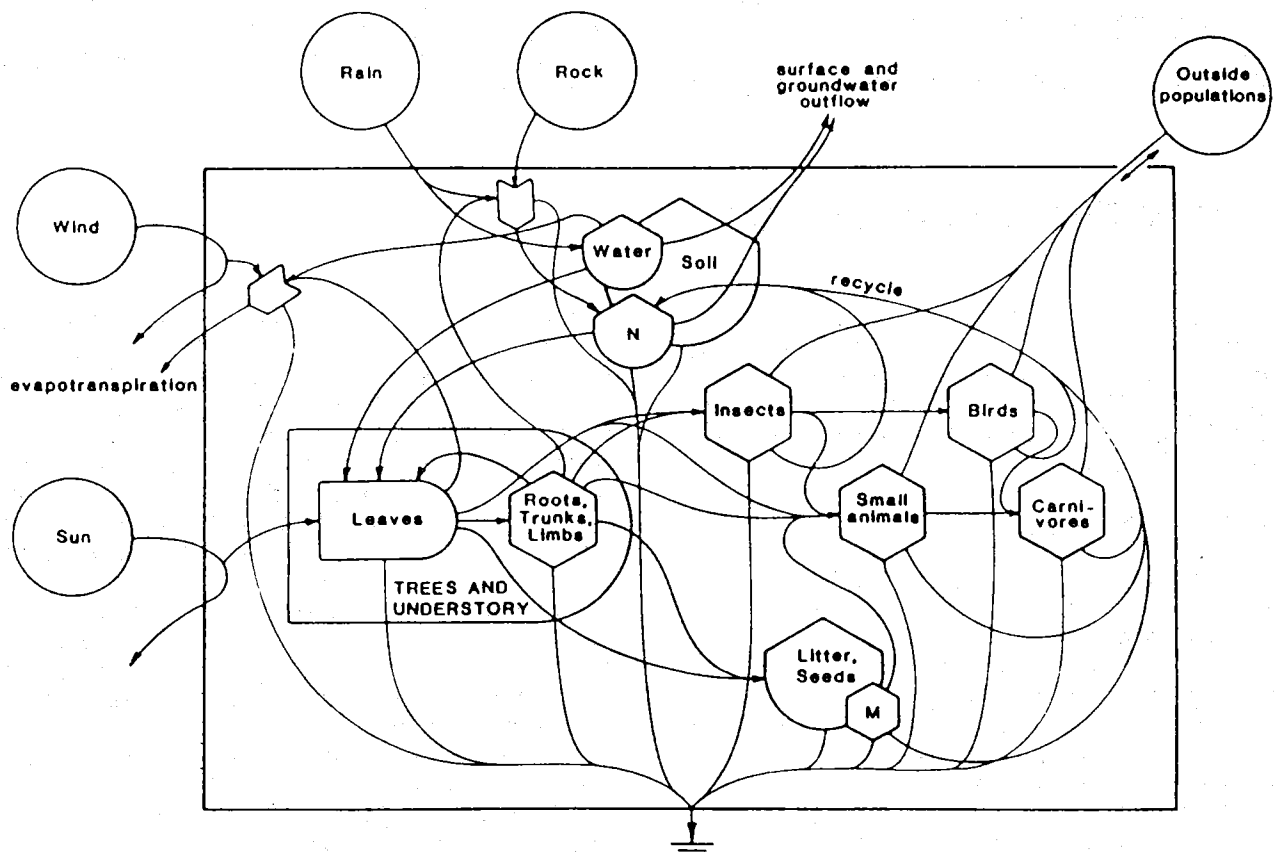 Rain
Rock
surface and
groundwater
outflow
Outside
populations
Wind
Water
Soil
recycle
N
evapotranspiration
Insects
Birds
Sun
Leaves
Roots,
Trunks,
Limbs
Small
animals
Carni-
vores
TREES AND
UNDERSTORY
Litter,
Seeds
M